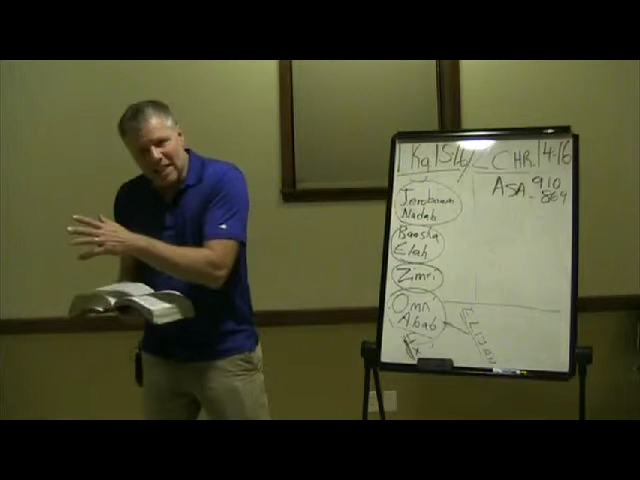 1 Kg 15-16
2 CHR 14-16
ASA 910
- 869
Jeroboam
Nadab
Baasha
Elah
Zimri
Omri
Ahab
ELIJAH